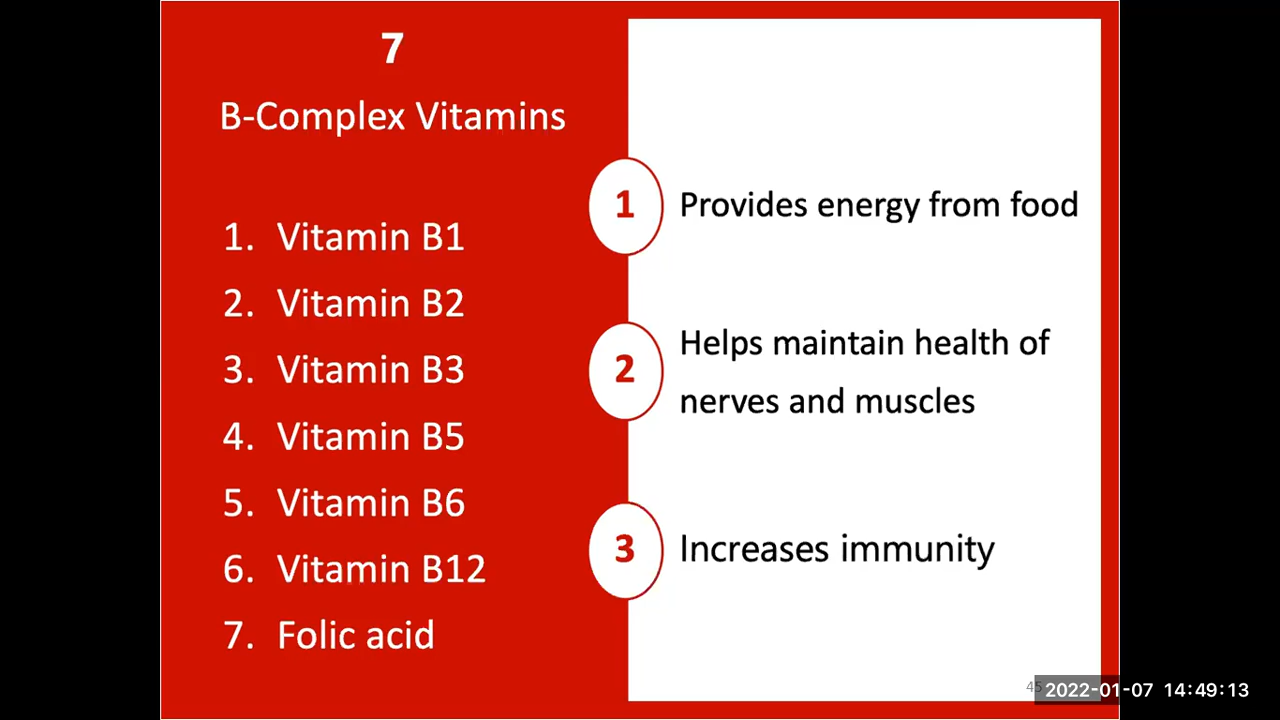 7
B-Complex Vitamins
1. Vitamin B1
2. Vitamin B2
3. Vitamin B3
4. Vitamin B5
5. Vitamin B6
6. Vitamin B12
7. Folic acid
1 Provides energy from food
2 Helps maintain health of
nerves and muscles
3 Increases immunity
45
2022-01-07 14:49:13